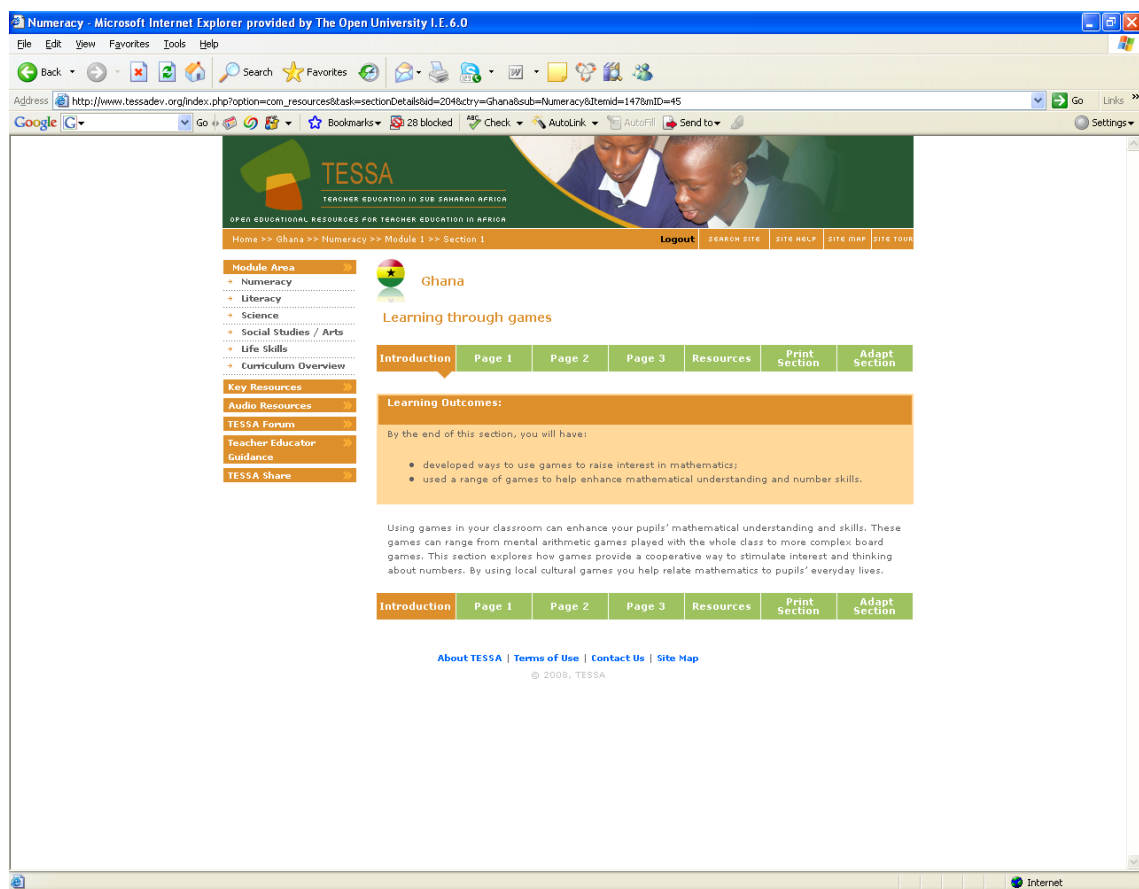 Numeracy - Microsoft Internet Explorer provided by The Open University I.E.6.0
File Edit View Favorites Tools Help
Back Search Favorites
Address http://www.tessadev.org/index.php?option=com_resources&task=sectionDetails&id=204&ctry=Ghana&sub=Numeracy&Itemid=147&mID=45 Go Links »
Google G Go Bookmarks 28 blocked ABC Check AutoLink AutoFill Send to Settings
TESSA
TEACHER EDUCATION IN SUB SAHARAN AFRICA
OPEN EDUCATIONAL RESOURCES FOR TEACHER EDUCATION IN AFRICA
Home >> Ghana >> Numeracy >> Module 1 >> Section 1 Logout SEARCH SITE SITE HELP SITE MAP SITE TOUR
Module Area
Numeracy
Literacy
Science
Social Studies / Arts
Life Skills
Curriculum Overview
Key Resources
Audio Resources
TESSA Forum
Teacher Educator
Guidance
TESSA Share
Ghana
Learning through games
Introduction Page 1 Page 2 Page 3 Resources Print Section Adapt Section
Learning Outcomes:
By the end of this section, you will have:
developed ways to use games to raise interest in mathematics;
used a range of games to help enhance mathematical understanding and number skills.
Using games in your classroom can enhance your pupils' mathematical understanding and skills. These
games can range from mental arithmetic games played with the whole class to more complex board
games. This section explores how games provide a cooperative way to stimulate interest and thinking
about numbers. By using local cultural games you help relate mathematics to pupils' everyday lives.
Introduction Page 1 Page 2 Page 3 Resources Print Section Adapt Section
About TESSA | Terms of Use | Contact Us | Site Map
© 2008, TESSA
Internet